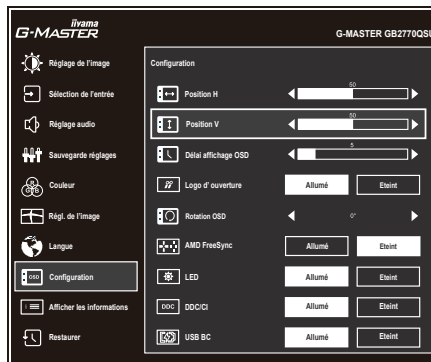 iiyama
G-MASTER
G-MASTER GB2770QSU
Réglage de l'image
Sélection de l'entrée
Réglage audio
Sauvegarde réglages
R
G B
Couleur
Régl. de l'image
Langue
OSD
Configuration
i
Afficher les informations
Restaurer
Configuration
Position H
50
Position V
50
Délai affichage OSD
5
Logo d' ouverture
Allumé
Eteint
Rotation OSD
0°
AMD FreeSync
Allumé
Eteint
LED
Allumé
Eteint
DDC
DDC/CI
Allumé
Eteint
USB BC
Allumé
Eteint